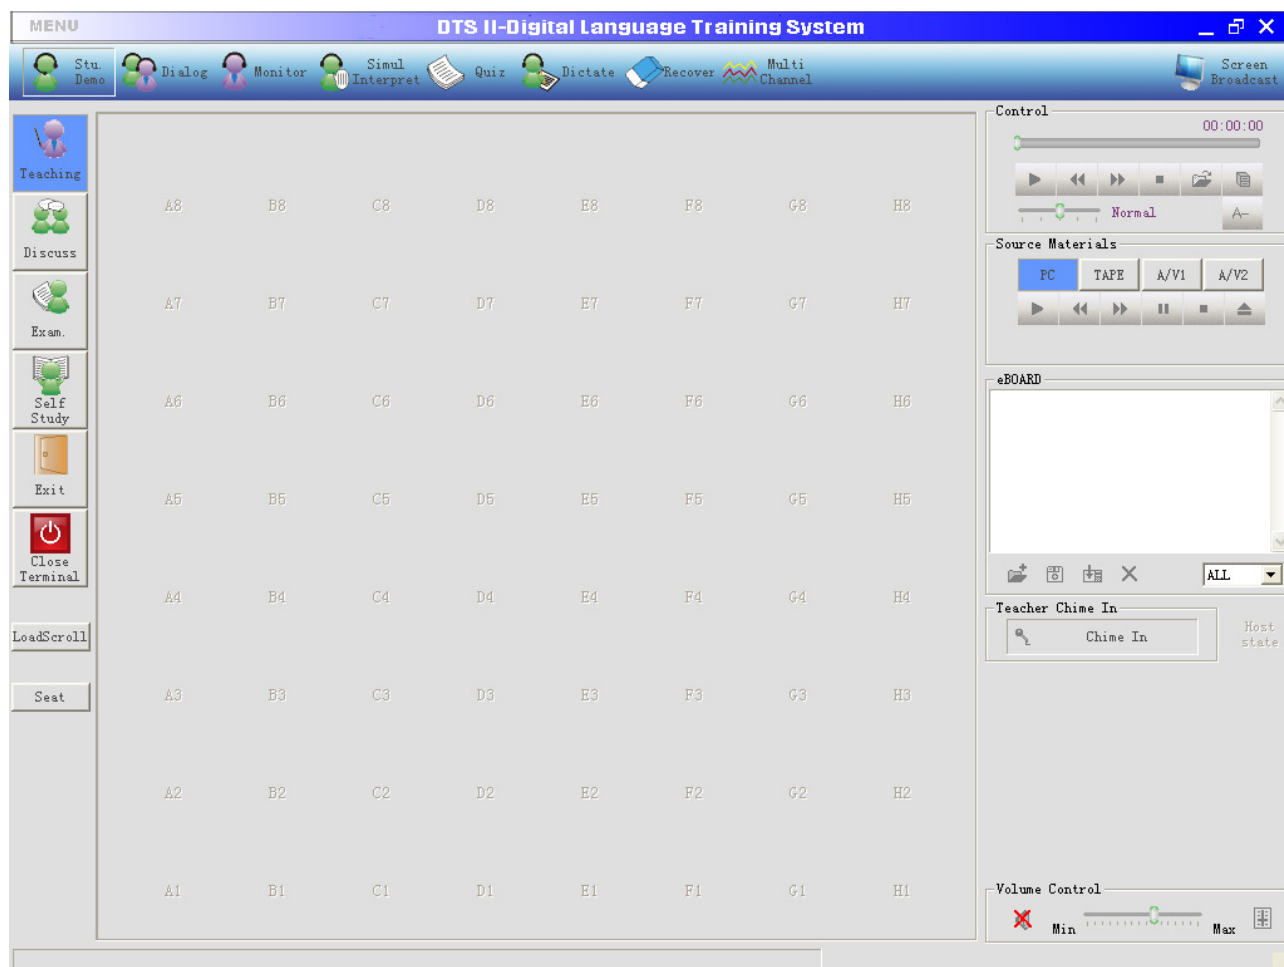 MENU
DTS II-Digital Language Training System
Stu.
Demo
Dialog
Monitor
Simul
Interpret
Quiz
Dictate
Recover
Multi
Channel
Screen
Broadcast
Teaching
Discuss
Exam.
Self
Study
Exit
Close
Terminal
LoadScroll
Seat
A8 B8 C8 D8 E8 F8 G8 H8
A7 B7 C7 D7 E7 F7 G7 H7
A6 B6 C6 D6 E6 F6 G6 H6
A5 B5 C5 D5 E5 F5 G5 H5
A4 B4 C4 D4 E4 F4 G4 H4
A3 B3 C3 D3 E3 F3 G3 H3
A2 B2 C2 D2 E2 F2 G2 H2
A1 B1 C1 D1 E1 F1 G1 H1
Control
00:00:00
Normal
A-
Source Materials
PC TAPE A/V1 A/V2
eBOARD
ALL
Teacher Chime In
Chime In
Host
state
Volume Control
Min Max